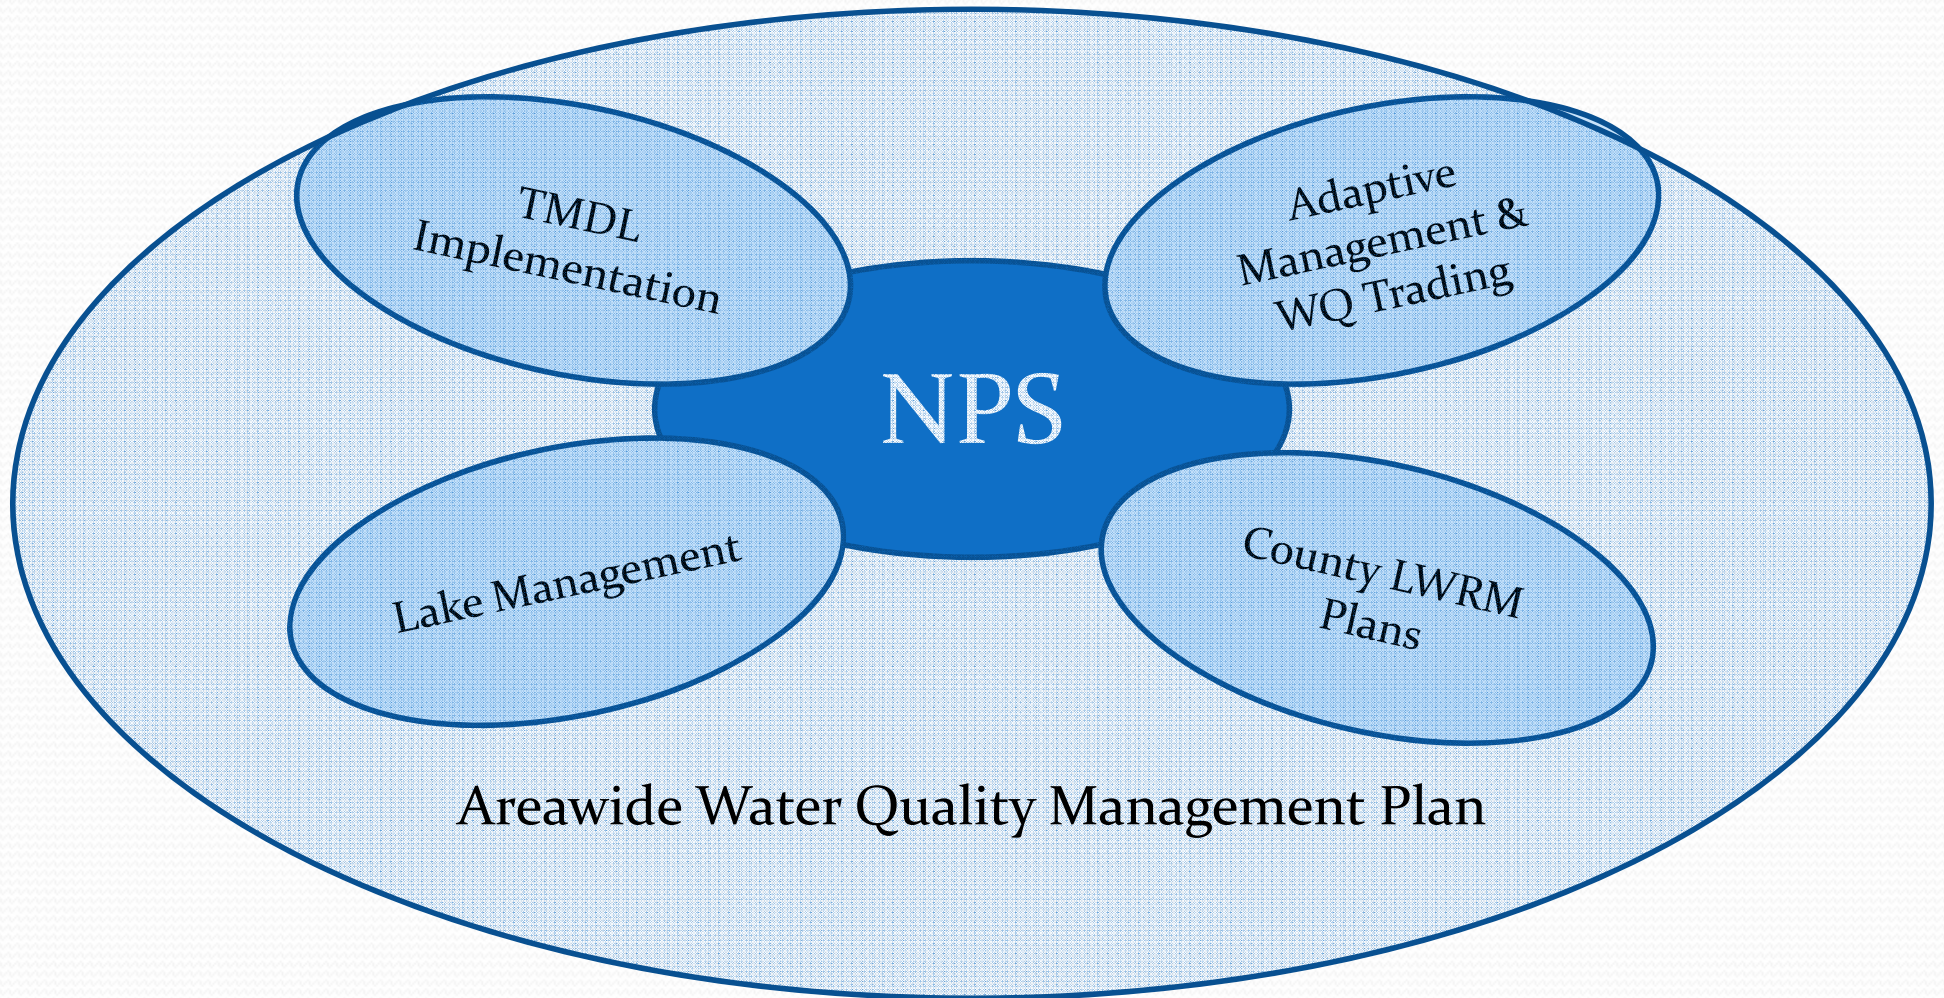 TMDL
Implementation
Adaptive
Management &
WQ Trading
NPS
Lake Management
County LWRM
Plans
Areawide Water Quality Management Plan